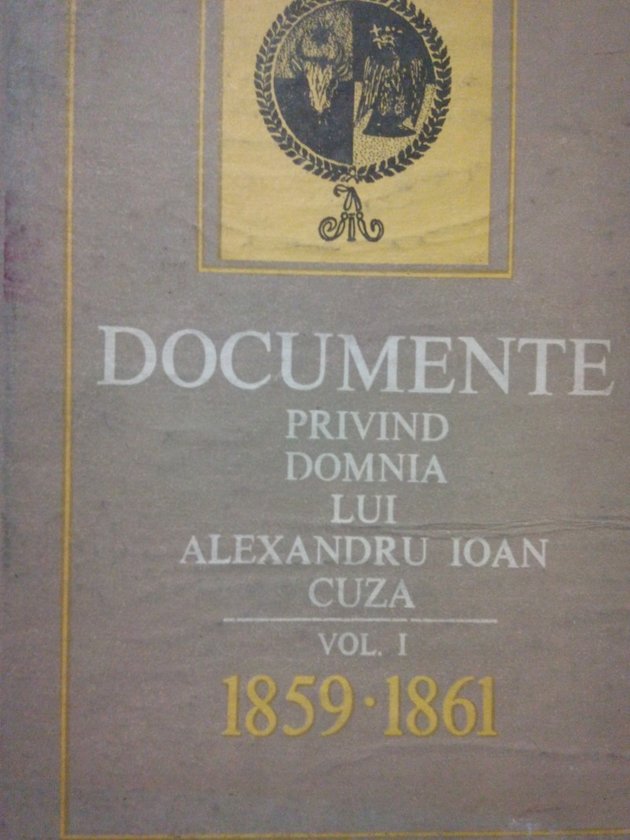 DOCUMENTE
PRIVIND
DOMNIA
LUI
ALEXANDRU IOAN
CUZA
VOL. I
1859·1861